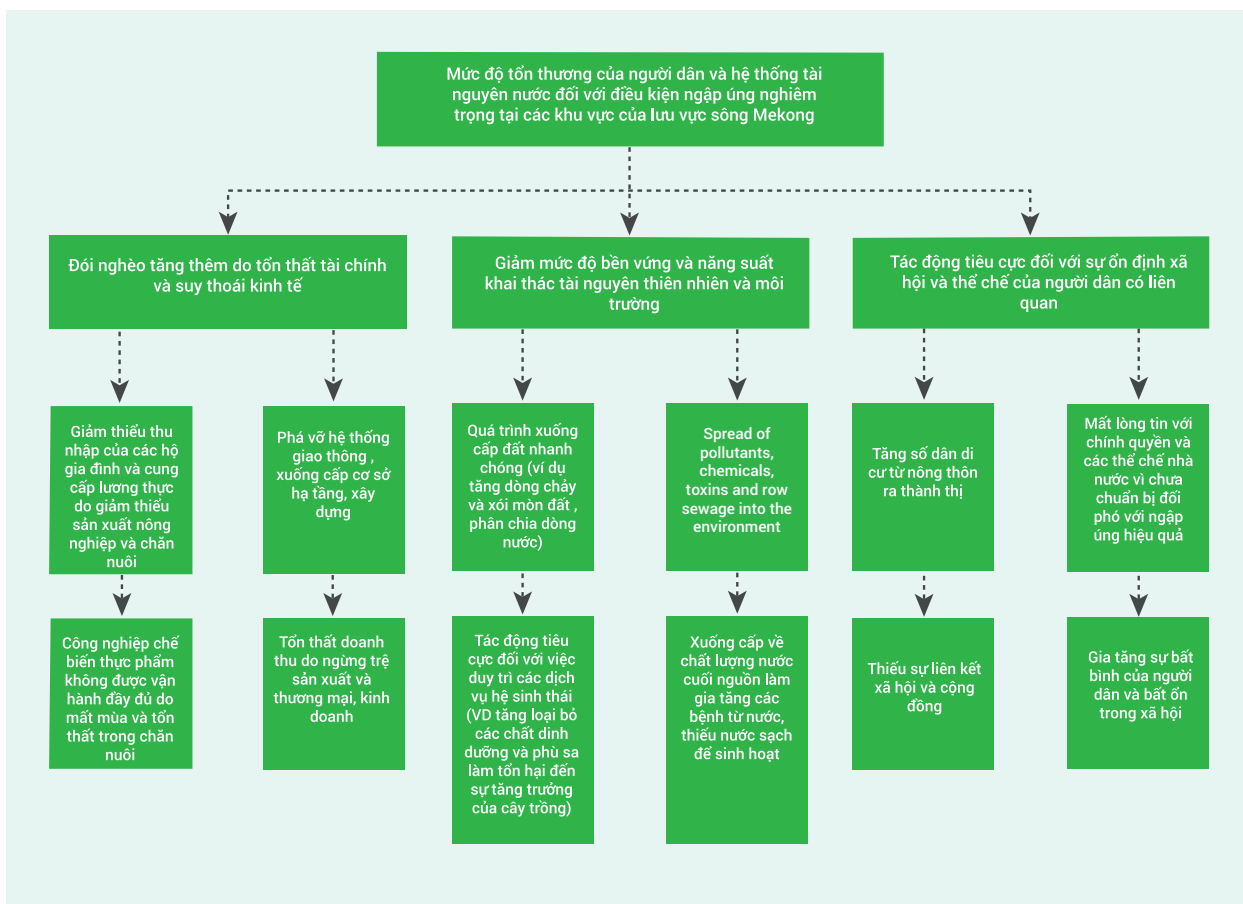 Mức độ tổn thương của người dân và hệ thống tài
nguyên nước đối với điều kiện ngập úng nghiêm
trọng tại các khu vực của lưu vực sông Mekong
Đói nghèo tăng thêm do tổn thất tài chính
và suy thoái kinh tế
Giảm mức độ bền vững và năng suất
khai thác tài nguyên thiên nhiên và môi
trường
Tác động tiêu cực đối với sự ổn định xã
hội và thể chế của người dân có liên
quan
Giảm thiểu thu
nhập của các hộ
gia đình và cung
cấp lương thực
do giảm thiểu
sản xuất nông
nghiệp và chăn
nuôi
Phá vỡ hệ thống
giao thông ,
xuống cấp cơ sở
hạ tầng, xây
dựng
Quá trình xuống
cấp đất nhanh
chóng (ví dụ
tăng dòng chảy
và xói mòn đất ,
phân chia dòng
nước)
Spread of
pollutants,
chemicals,
toxins and row
sewage into the
environment
Tăng số dân di
cư từ nông thôn
ra thành thị
Mất lòng tin với
chính quyền và
các thể chế nhà
nước vì chưa
chuẩn bị đối
phó với ngập
úng hiệu quả
Công nghiệp chế
biến thực phẩm
không được vận
hành đầy đủ do
mất mùa và tổn
thất trong chăn
nuôi
Tổn thất doanh
thu do ngừng trệ
sản xuất và
thương mại, kinh
doanh
Tác động tiêu
cực đối với việc
duy trì các dịch
vụ hệ sinh thái
(VD tăng loại bỏ
các chất dinh
dưỡng và phù sa
làm tổn hại đến
sự tăng trưởng
của cây trồng)
Xuống cấp về
chất lượng nước
cuối nguồn làm
gia tăng các
bệnh từ nước,
thiếu nước sạch
để sinh hoạt
Thiếu sự liên kết
xã hội và cộng
đồng
Gia tăng sự bất
bình của người
dân và bất ổn
trong xã hội